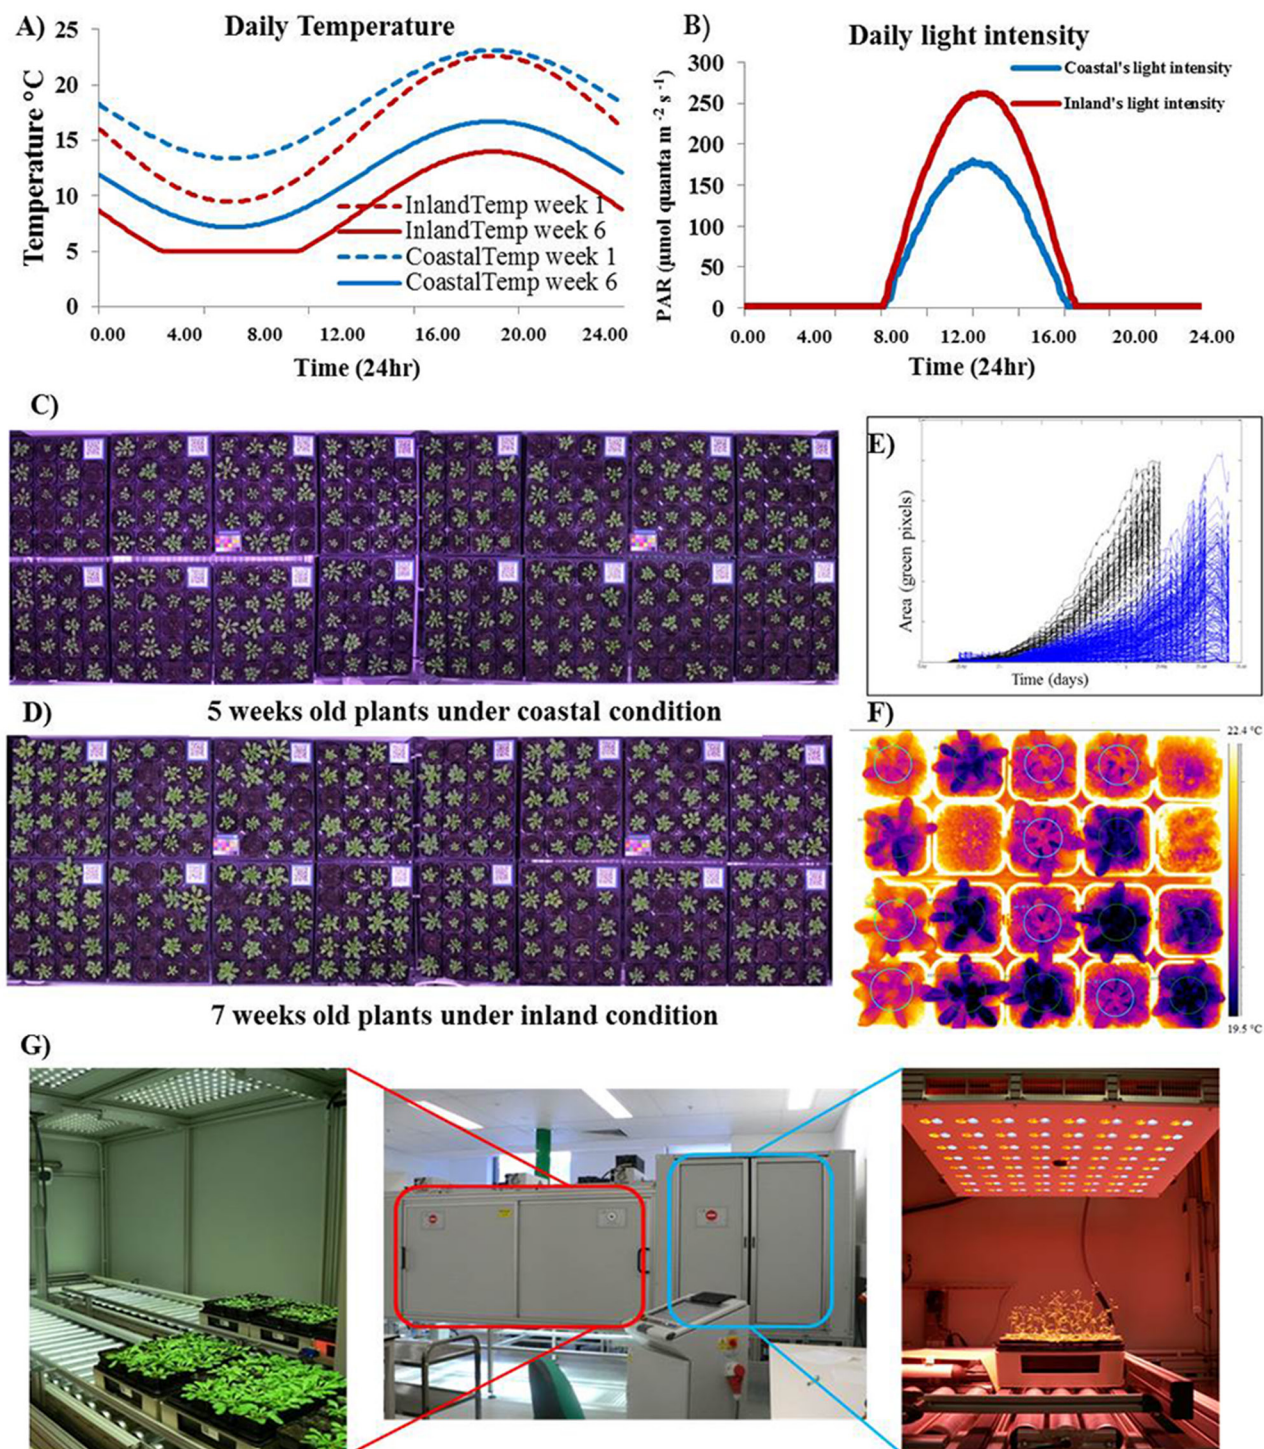 A)
Daily Temperature
25
20
15
10
5
0
Temperature °C
InlandTemp week 1
InlandTemp week 6
CoastalTemp week 1
CoastalTemp week 6
0.00 4.00 8.00 12.00 16.00 20.00 24.00
Time (24hr)
B)
Daily light intensity
Coastal's light intensity
Inland's light intensity
300
250
200
150
100
50
0
PAR (µmol quanta m⁻² s⁻¹)
0.00 4.00 8.00 12.00 16.00 20.00 24.00
Time (24hr)
C)
5 weeks old plants under coastal condition
D)
7 weeks old plants under inland condition
E)
Area (green pixels)
Time (days)
F)
22.4 °C
19.5 °C
G)